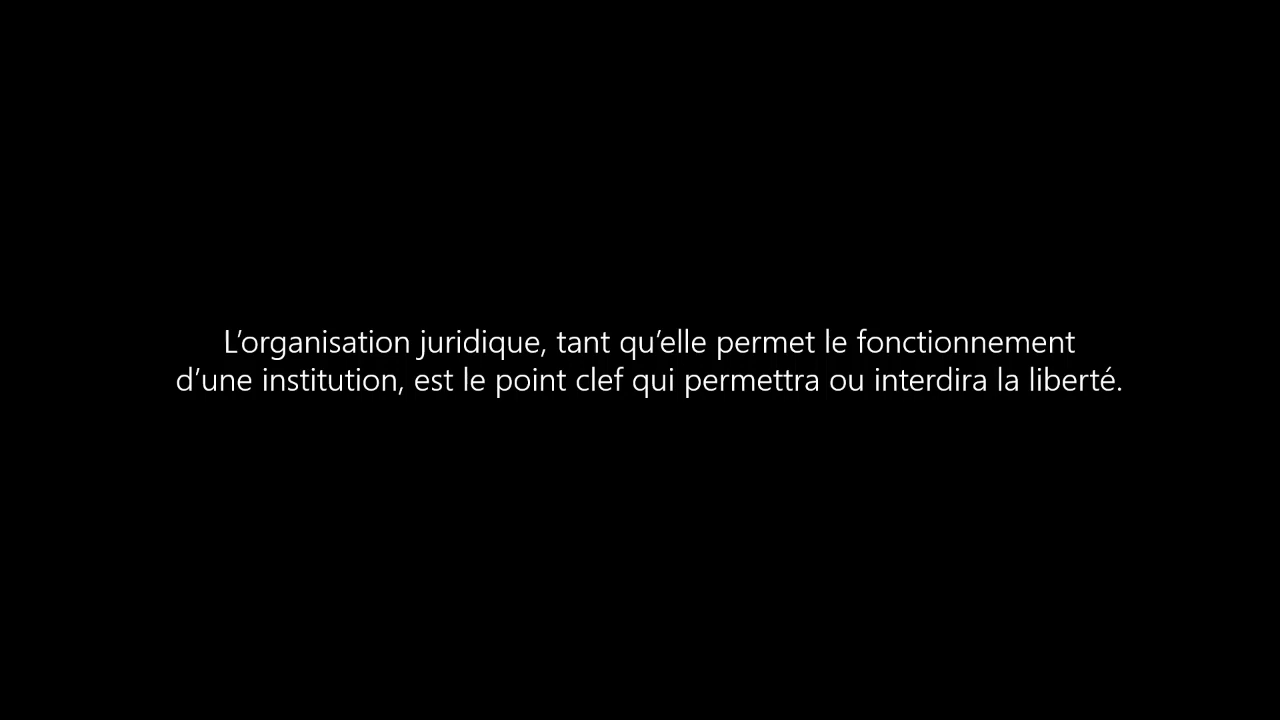 L’organisation juridique, tant qu’elle permet le fonctionnement
d’une institution, est le point clef qui permettra ou interdira la liberté.